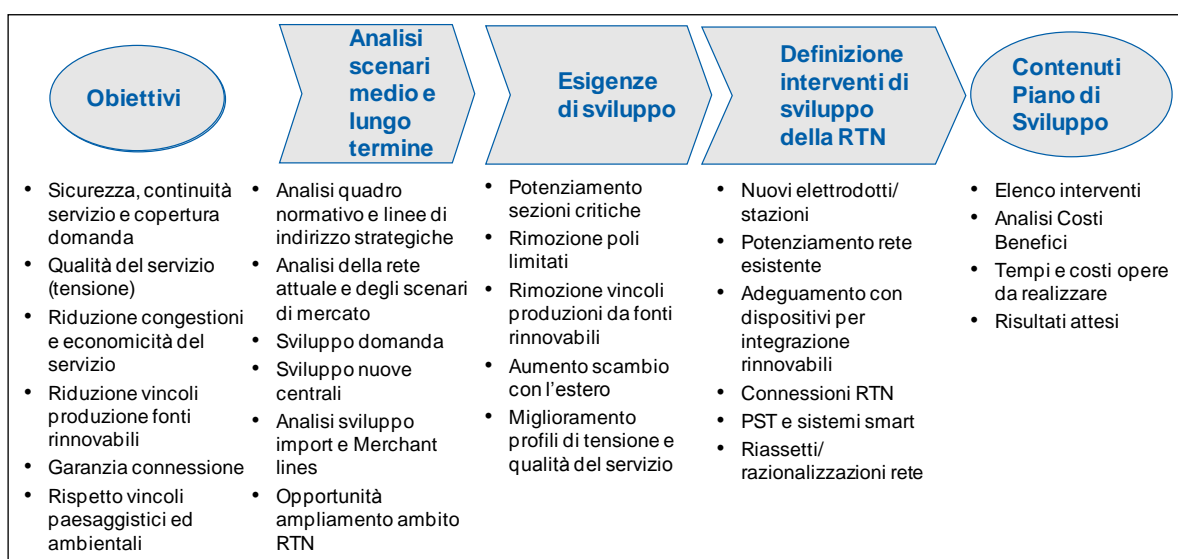 Obiettivi
Analisi
scenari
medio e
lungo
termine
Esigenze
di sviluppo
Definizione
interventi di
sviluppo
della RTN
Contenuti
Piano di
Sviluppo
• Sicurezza, continuità
servizio e copertura
domanda
• Qualità del servizio
(tensione)
• Riduzione congestioni
e economicità del
servizio
• Riduzione vincoli
produzione fonti
rinnovabili
• Garanzia connessione
• Rispetto vincoli
paesaggistici ed
ambientali
• Analisi quadro
normativo e linee di
indirizzo strategiche
• Analisi della rete
attuale e degli scenari
di mercato
• Sviluppo domanda
• Sviluppo nuove
centrali
• Analisi sviluppo
import e Merchant
lines
• Opportunità
ampliamento ambito
RTN
• Potenziamento
sezioni critiche
• Rimozione poli
limitati
• Rimozione vincoli
produzioni da fonti
rinnovabili
• Aumento scambio
con l'estero
• Miglioramento
profili di tensione e
qualità del servizio
• Nuovi elettrodotti/
stazioni
• Potenziamento rete
esistente
• Adeguamento con
dispositivi per
integrazione
rinnovabili
• Connessioni RTN
• PST e sistemi smart
• Riassetti/
razionalizzazioni rete
• Elenco interventi
• Analisi Costi
Benefici
• Tempi e costi opere
da realizzare
• Risultati attesi